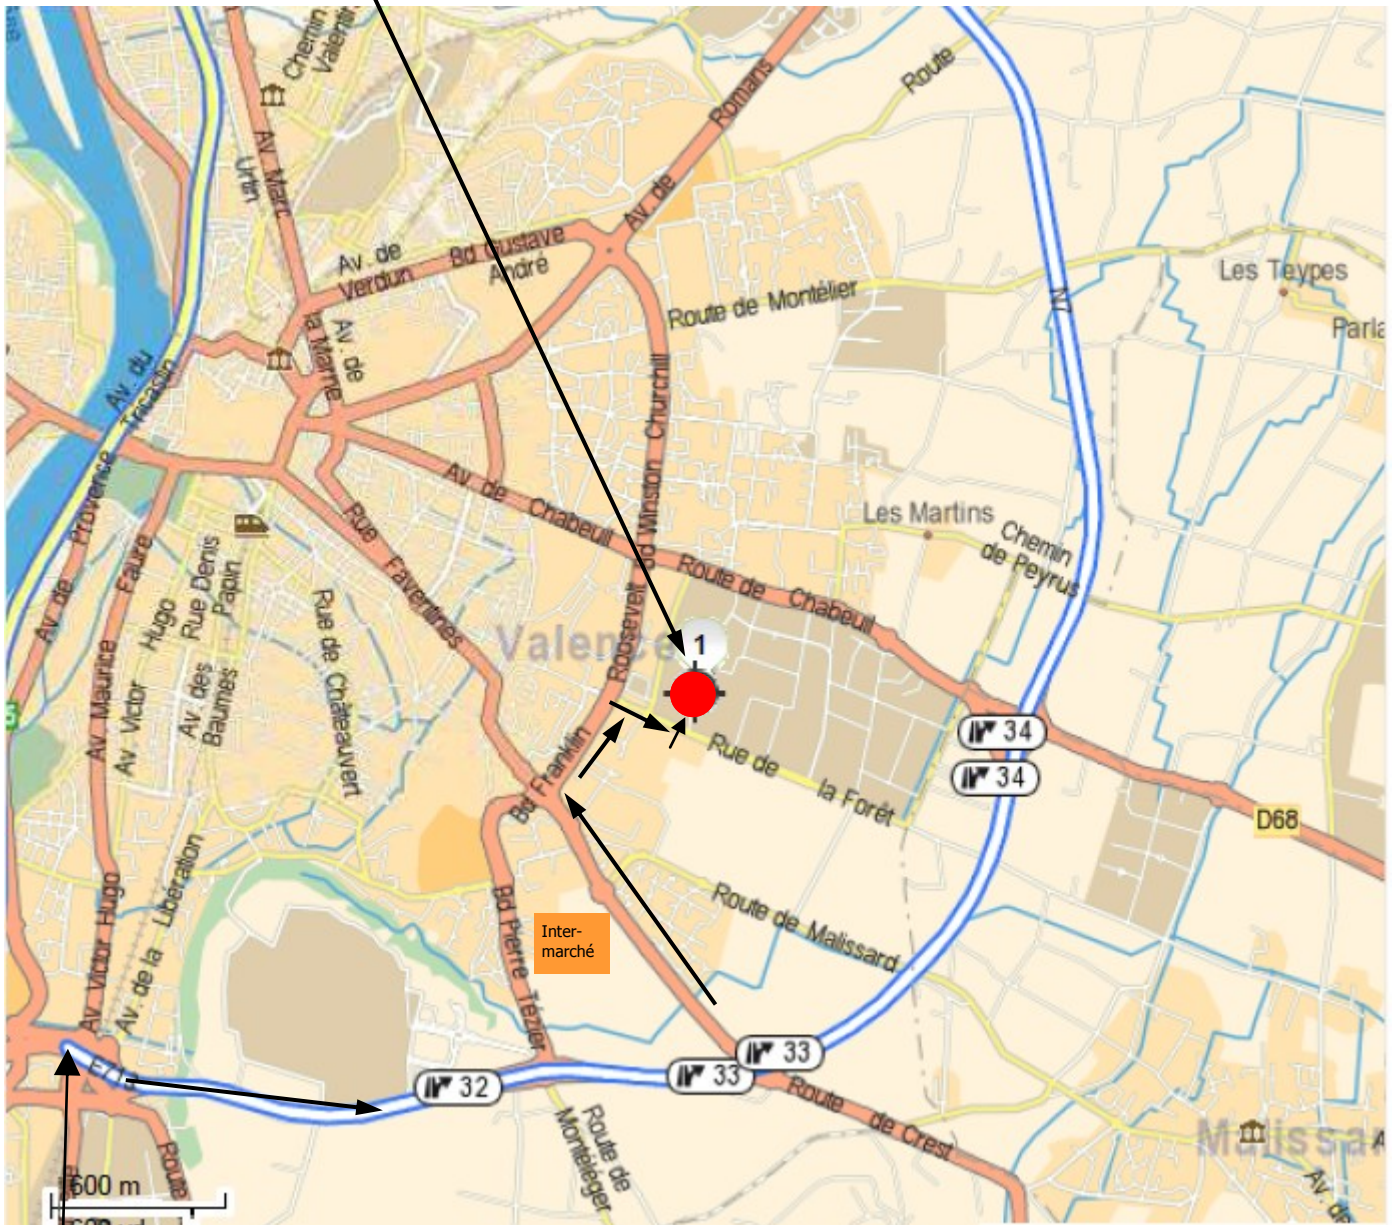 Chemin
Valentin
Route
Romans
Av. de
Av. Marc
Urtin
Av. de
Verdun
Bd Gustave
André
Les Teypes
N7
Route de Montélier
Parla
la Marne
Av. de
Av. du
Tricastin
Bd Winston Churchill
Av. de Chabeuil
Les Martins
Chemin
de Peyrus
Av. de Provence
Av. Maurice Faure
Rue Denis
Papin
Rue Faventines
Route de Chabeuil
Av. Victor Hugo
Av. des
Baumes
Rue de Châteauvert
Valence
1
Bd Franklin Roosevelt
34
34
Rue de la Forêt
D68
Av. Victor Hugo
Av. de la Libération
Bd Pierre Tézier
Inter-
marché
Route de Malissard
33
33
32
Route de Crest
Route de
Montéléger
Malissar
A
Av. de
Route
600 m